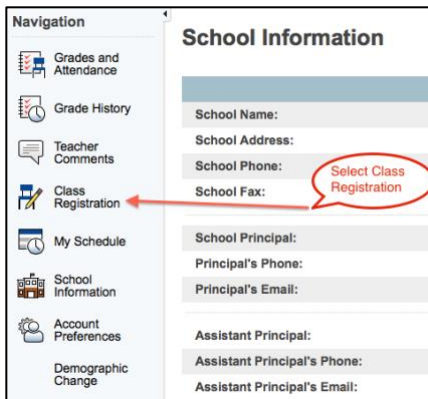 Navigation
Grades and
Attendance
Grade History
Teacher
Comments
Class
Registration
My Schedule
School
Information
Account
Preferences
Demographic
Change
School Information
School Name:
School Address:
School Phone:
School Fax:
Select Class
Registration
School Principal:
Principal's Phone:
Principal's Email:
Assistant Principal:
Assistant Principal's Phone:
Assistant Principal's Email: